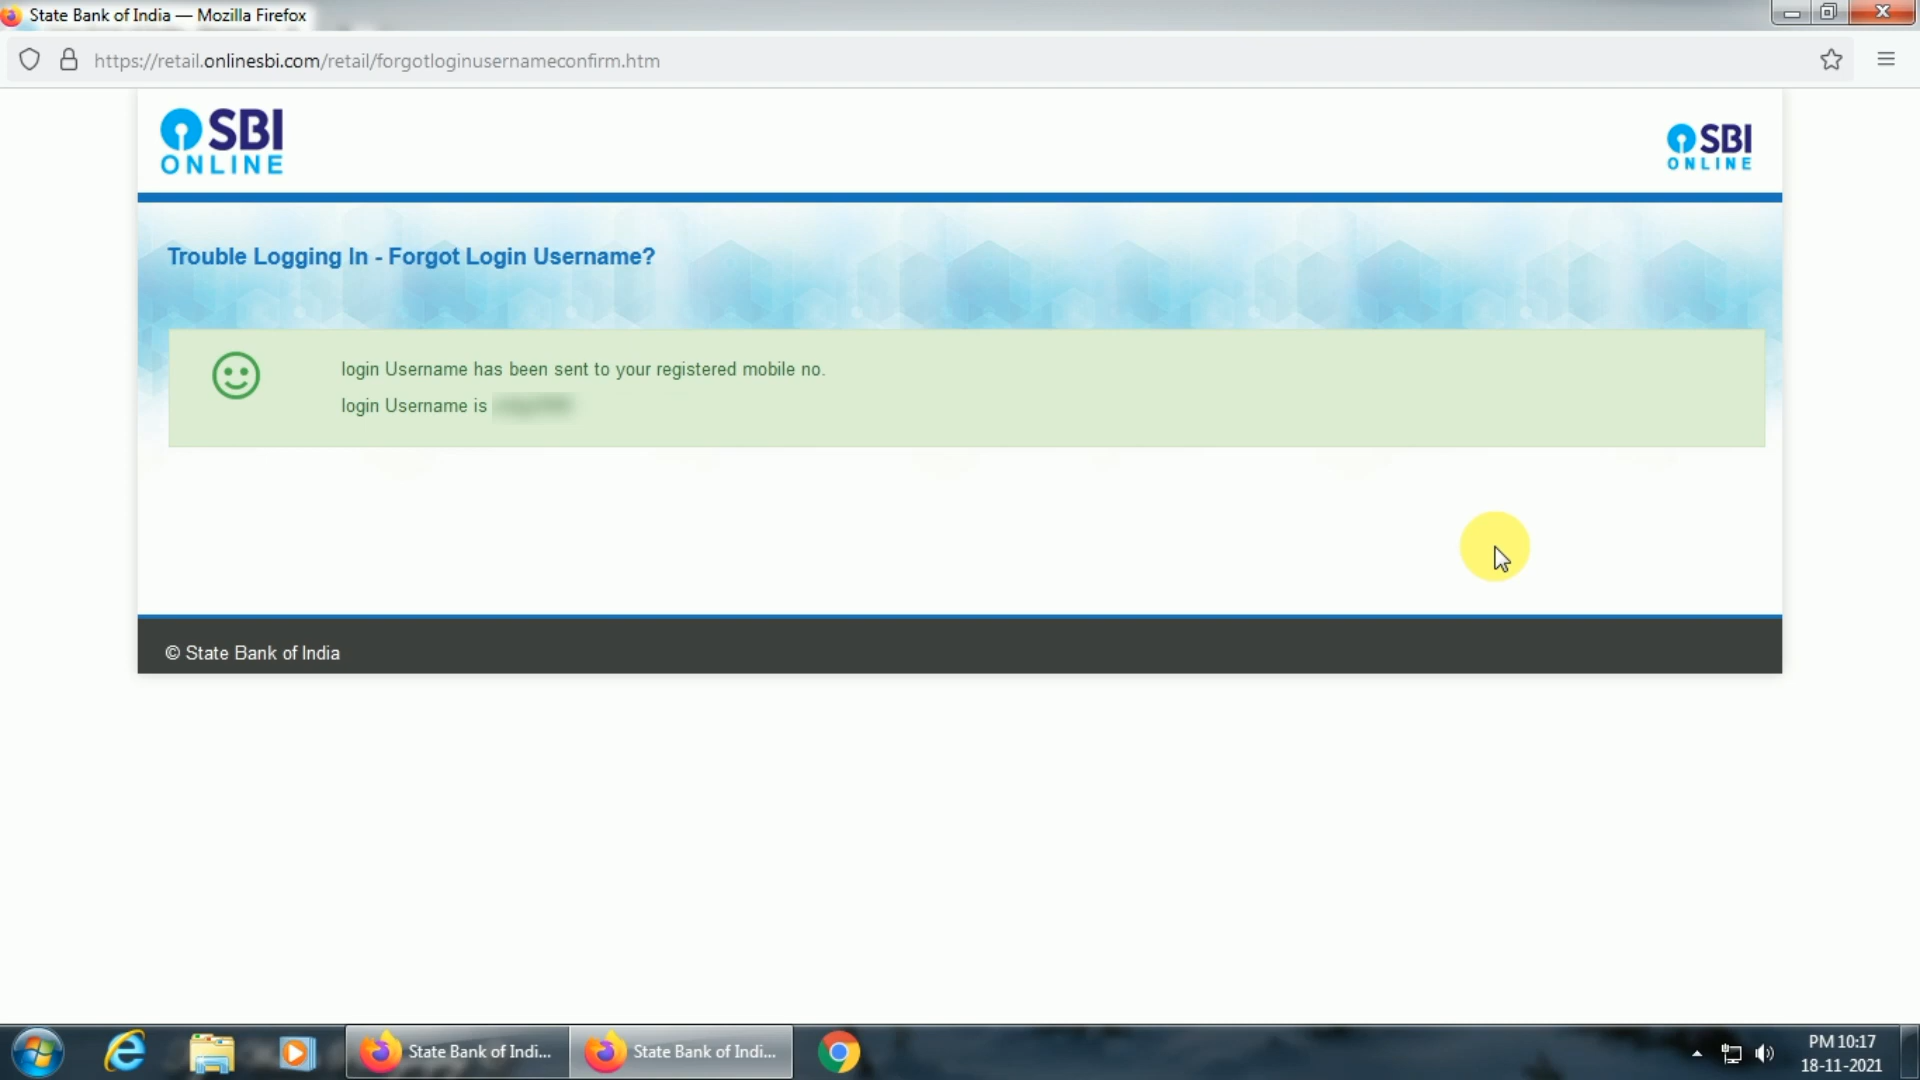 State Bank of India — Mozilla Firefox
https://retail.onlinesbi.com/retail/forgotloginusernameconfirm.htm
SBI
ONLINE
SBI
ONLINE
Trouble Logging In - Forgot Login Username?
login Username has been sent to your registered mobile no.
login Username is
© State Bank of India
State Bank of Indi...
State Bank of Indi...
PM 10:17
18-11-2021